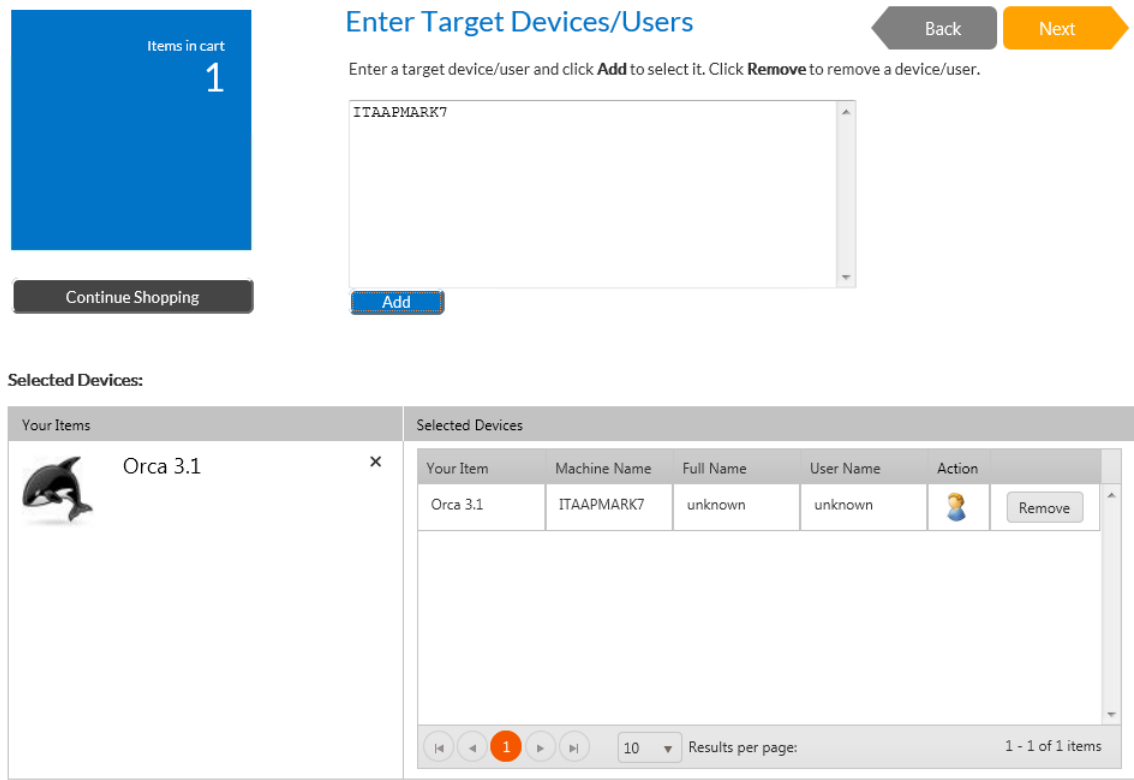 Items in cart
1
Continue Shopping
Enter Target Devices/Users
Back
Next
Enter a target device/user and click Add to select it. Click Remove to remove a device/user.
ITAAPMARK7
Add
Selected Devices:
Your Items
Selected Devices
Orca 3.1
Your Item Machine Name Full Name User Name Action
Orca 3.1 ITAAPMARK7 unknown unknown Remove
1 10 Results per page: 1 - 1 of 1 items